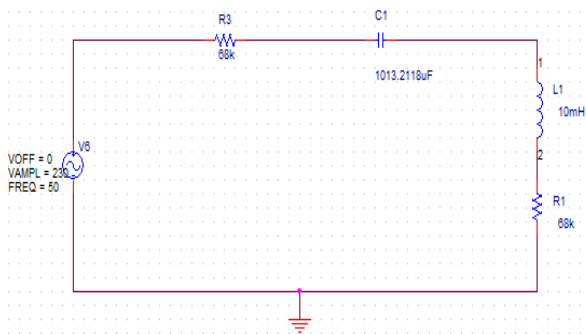 R3
68k
C1
1013.2118uF
1
L1
10mH
2
V6
VOFF = 0
VAMPL = 230
FREQ = 50
R1
68k